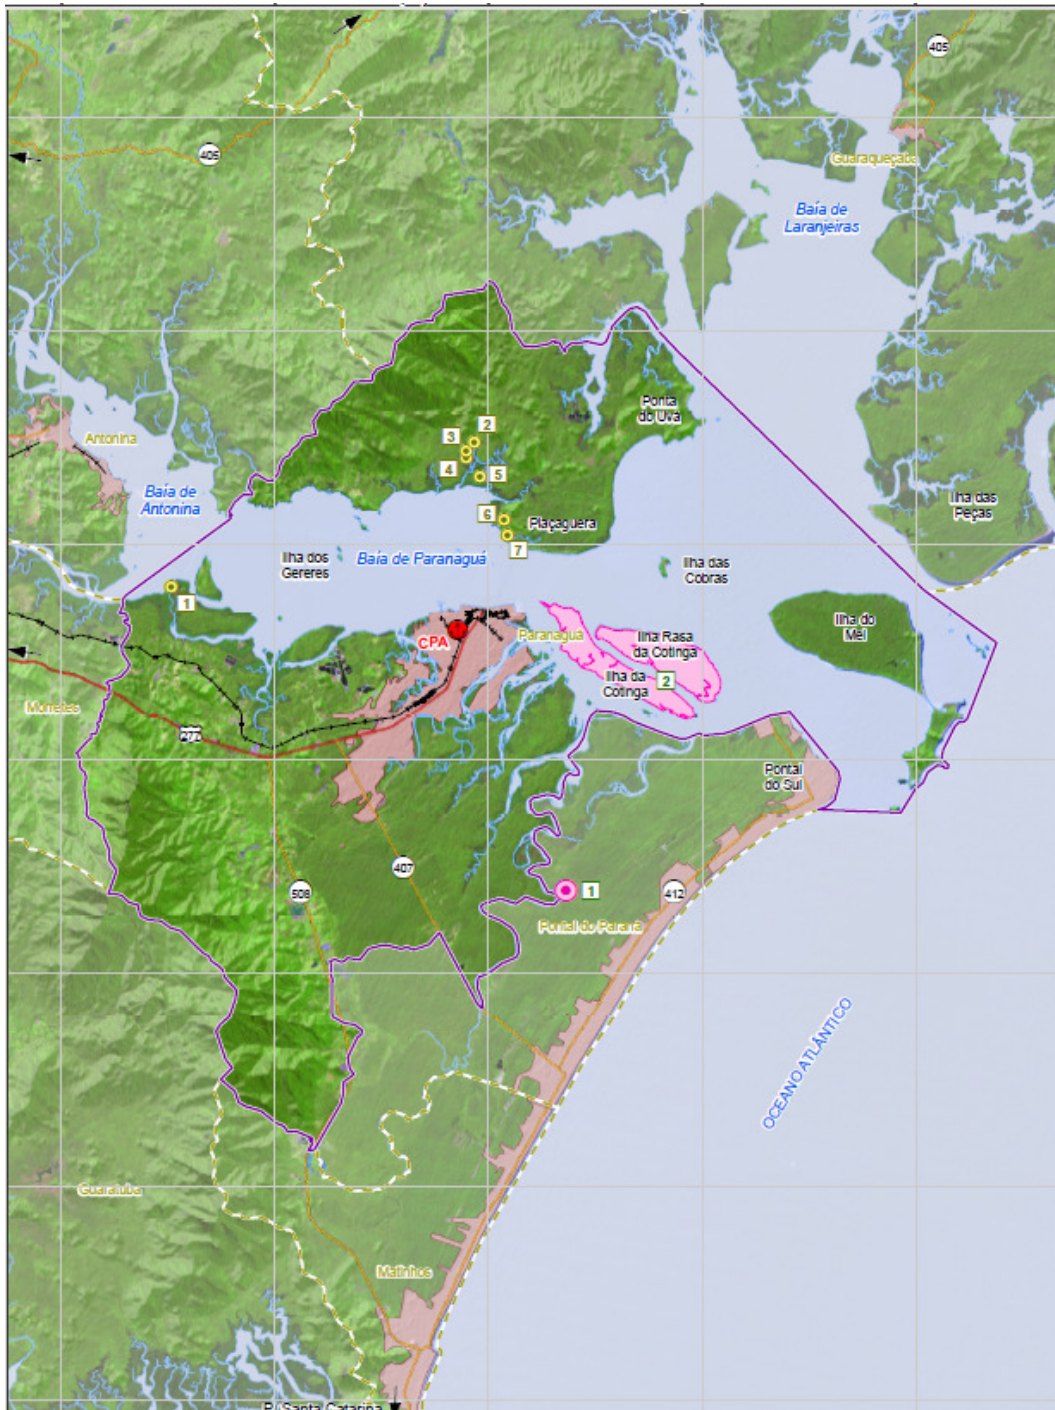 405
405
Guaraqueçaba
Baía de
Laranjeiras
Ponta
do Uvá
Antonina
2
3
4
5
Baía de
Antonina
6
Piaçaguera
7
Ilha das
Peças
Ilha dos
Gereres
Baía de Paranaguá
Ilha das
Cobras
1
CPA
Paranaguá
Ilha Rasa
da Cotinga
Ilha da
Cotinga
2
Ilha do
Mel
Morretes
277
Pontal
do Sul
407
508
1
412
Pontal do Paraná
OCEANO ATLÂNTICO
Guaratuba
Matinhos
P/ Santa Catarina